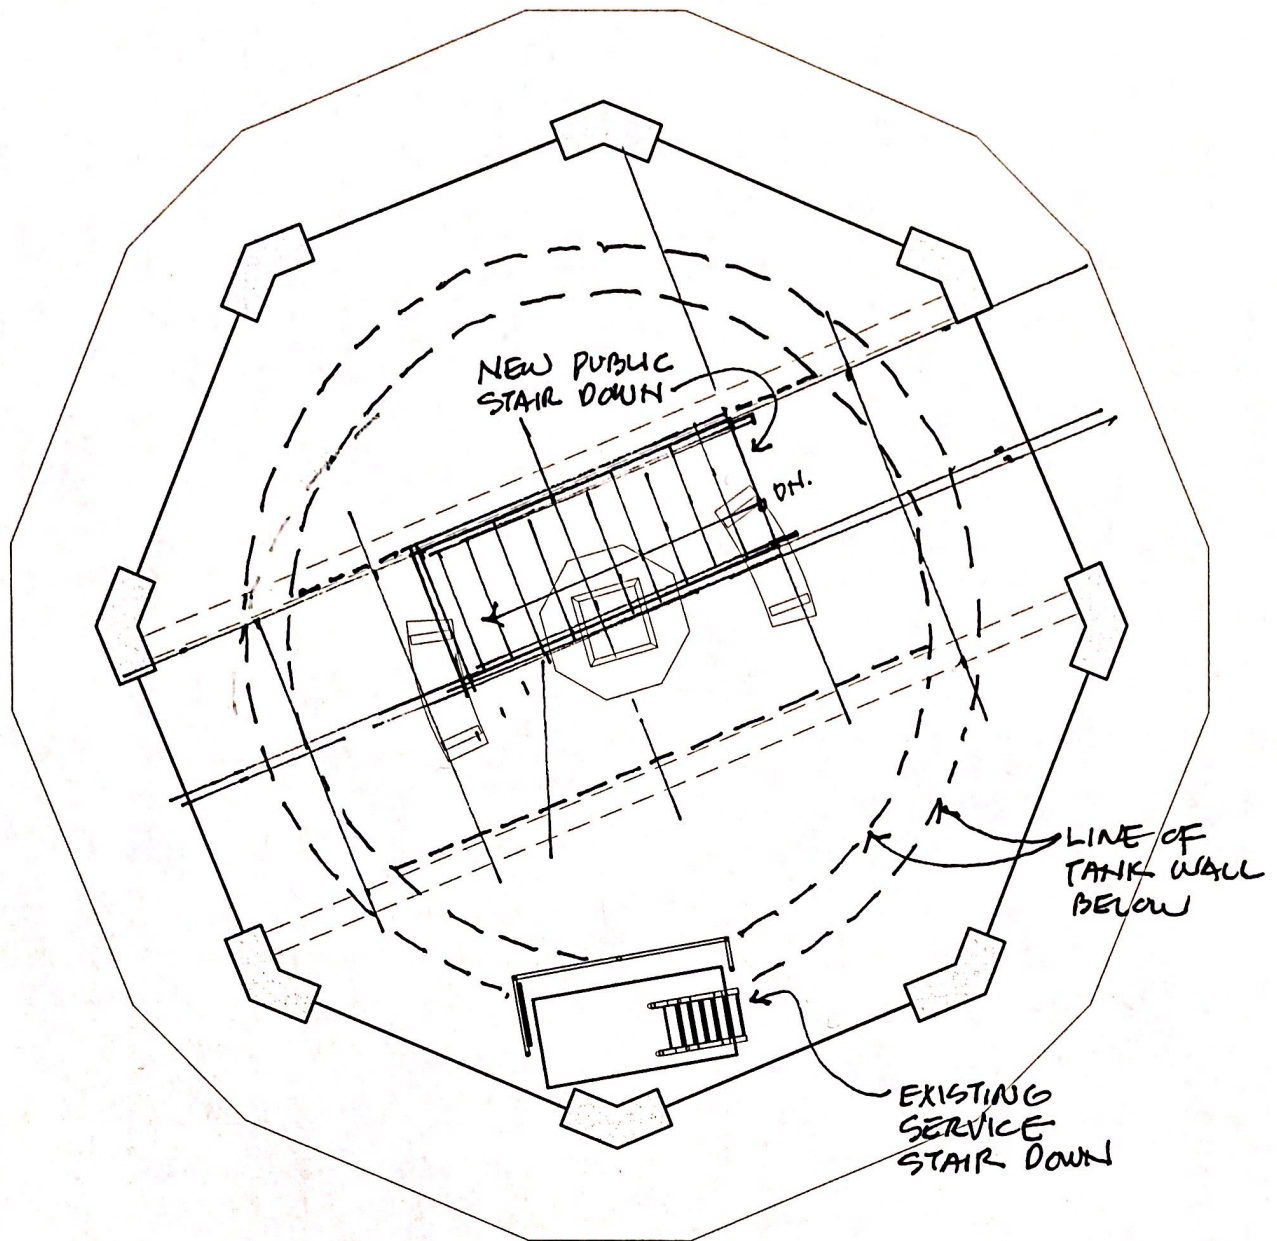 NEW PUBLIC
STAIR DOWN
DN.
LINE OF
TANK WALL
BELOW
EXISTING
SERVICE
STAIR DOWN